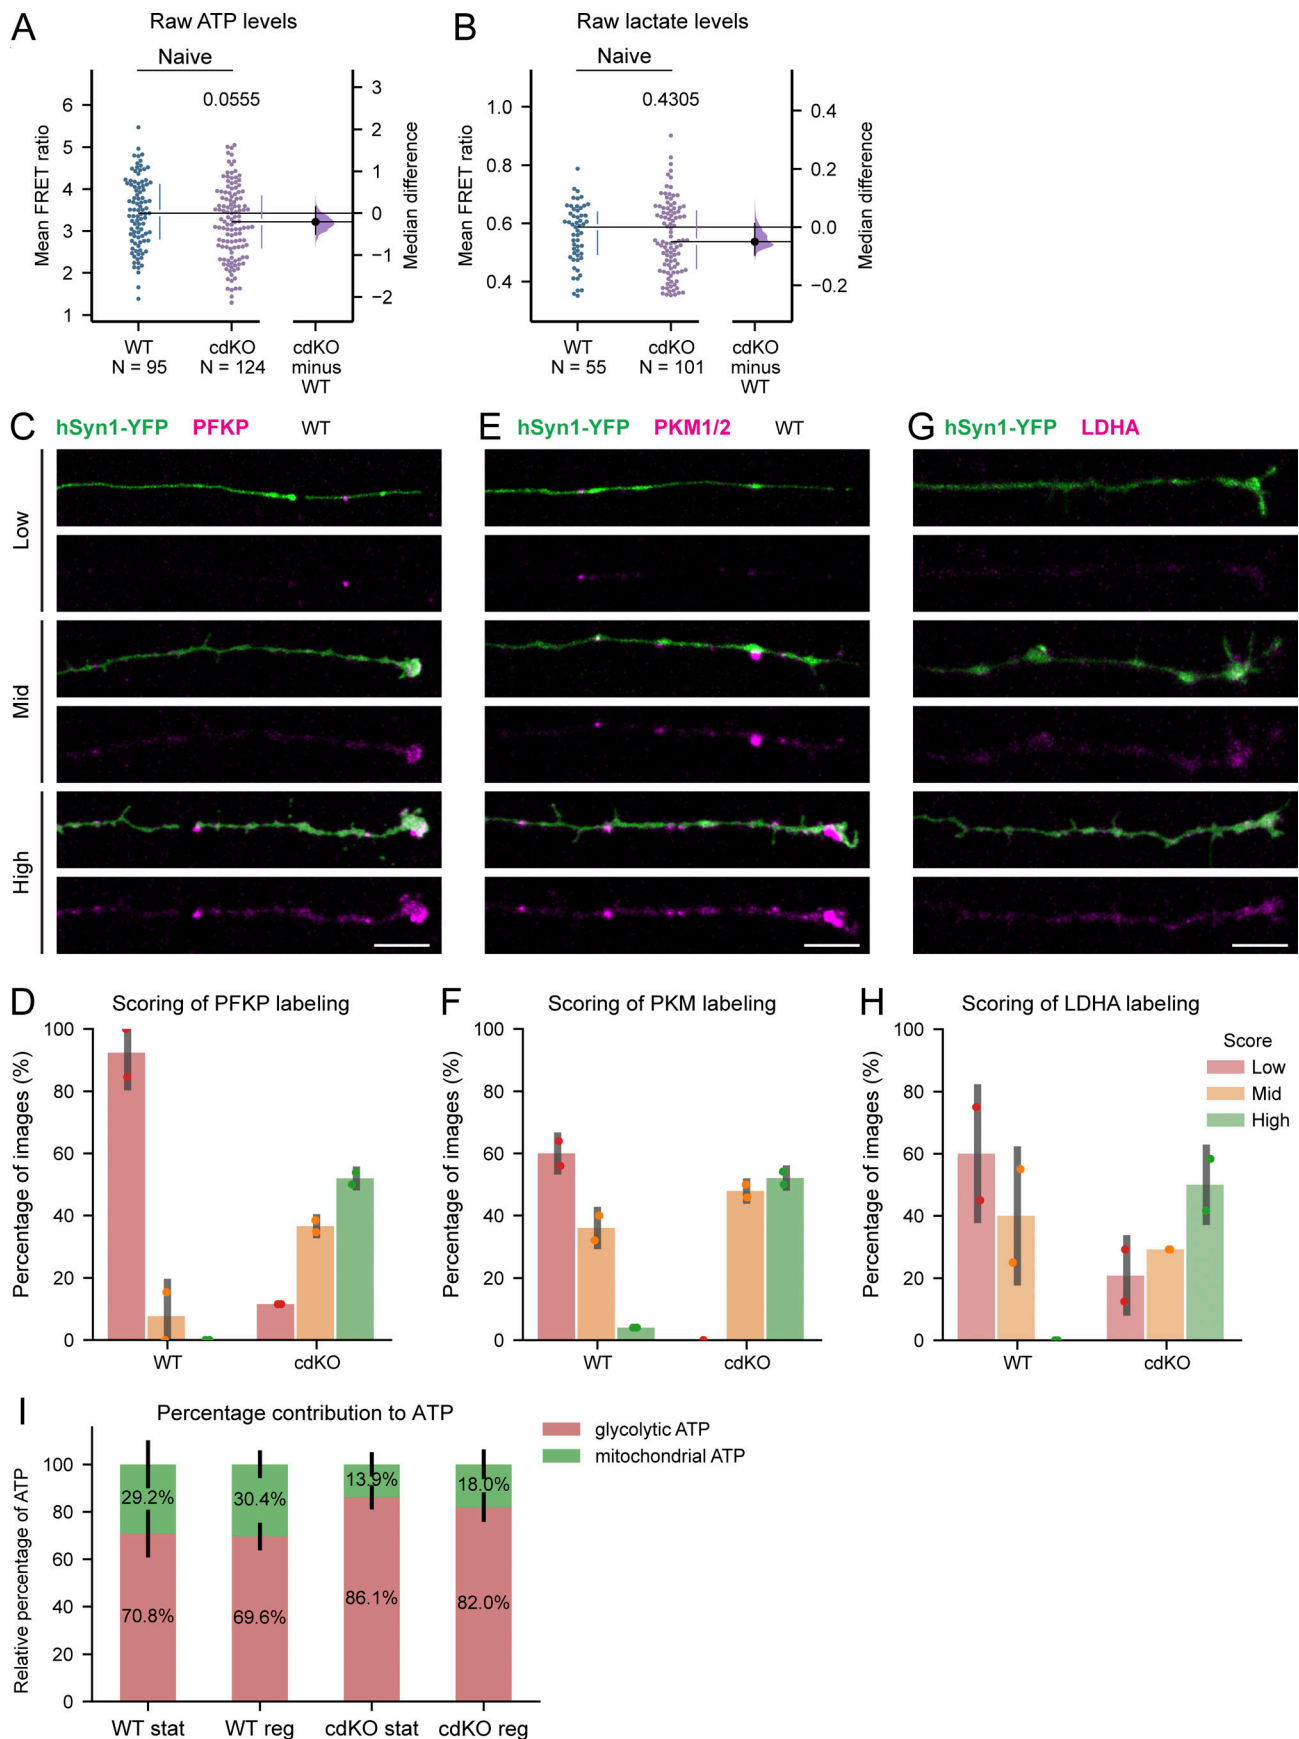 A
Raw ATP levels
Naive
0.0555
Mean FRET ratio
6
5
4
3
2
1
3
2
1
0
−1
−2
Median difference
WT
N = 95
cdKO
N = 124
cdKO
minus
WT
B
Raw lactate levels
Naive
0.4305
Mean FRET ratio
1.0
0.8
0.6
0.4
0.4
0.2
0.0
−0.2
Median difference
WT
N = 55
cdKO
N = 101
cdKO
minus
WT
C hSyn1-YFP PFKP WT
E hSyn1-YFP PKM1/2 WT
G hSyn1-YFP LDHA
Low
Mid
High
D
Scoring of PFKP labeling
Percentage of images (%)
100
80
60
40
20
0
WT cdKO
F
Scoring of PKM labeling
Percentage of images (%)
100
80
60
40
20
0
WT cdKO
H
Scoring of LDHA labeling
Percentage of images (%)
100
80
60
40
20
0
WT cdKO
Score
Low
Mid
High
I
Percentage contribution to ATP
glycolytic ATP
mitochondrial ATP
Relative percentage of ATP
100
80
60
40
20
0
29.2% 30.4% 13.9% 18.0%
70.8% 69.6% 86.1% 82.0%
WT stat WT reg cdKO stat cdKO reg